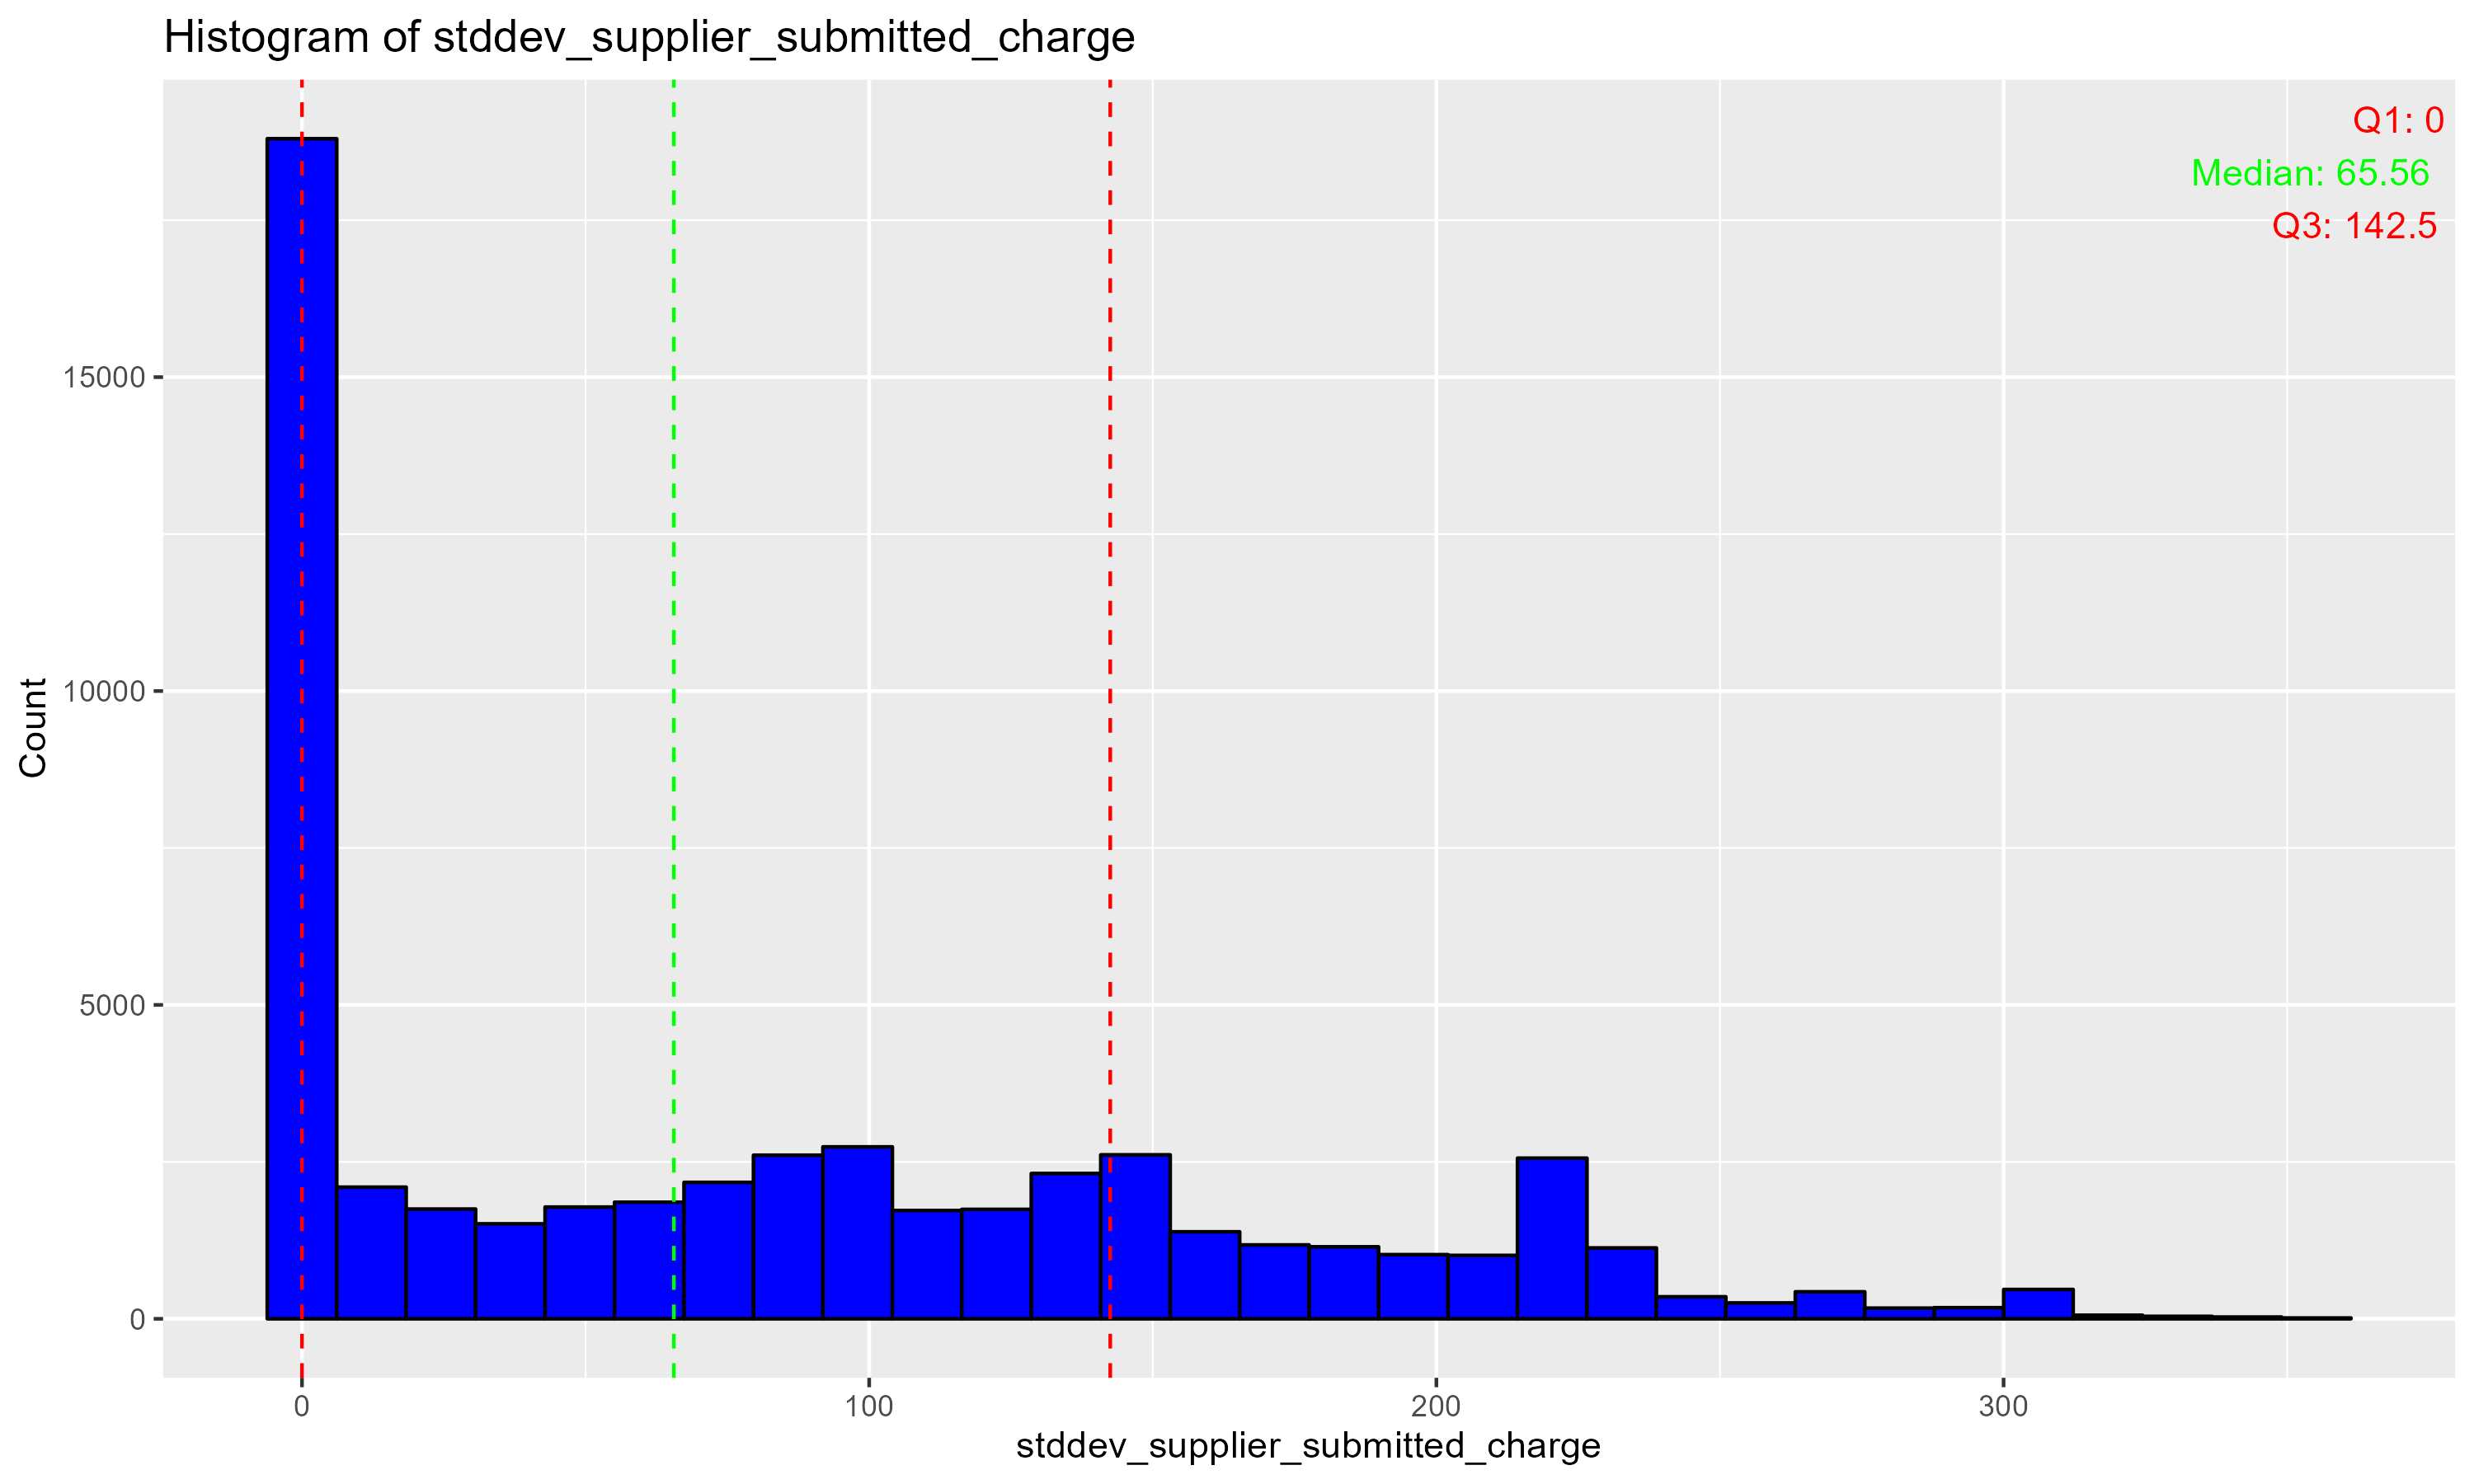 Histogram of stddev_supplier_submitted_charge
Q1: 0
Median: 65.56
Q3: 142.5
15000
10000
5000
0
Count
0
100
200
300
stddev_supplier_submitted_charge